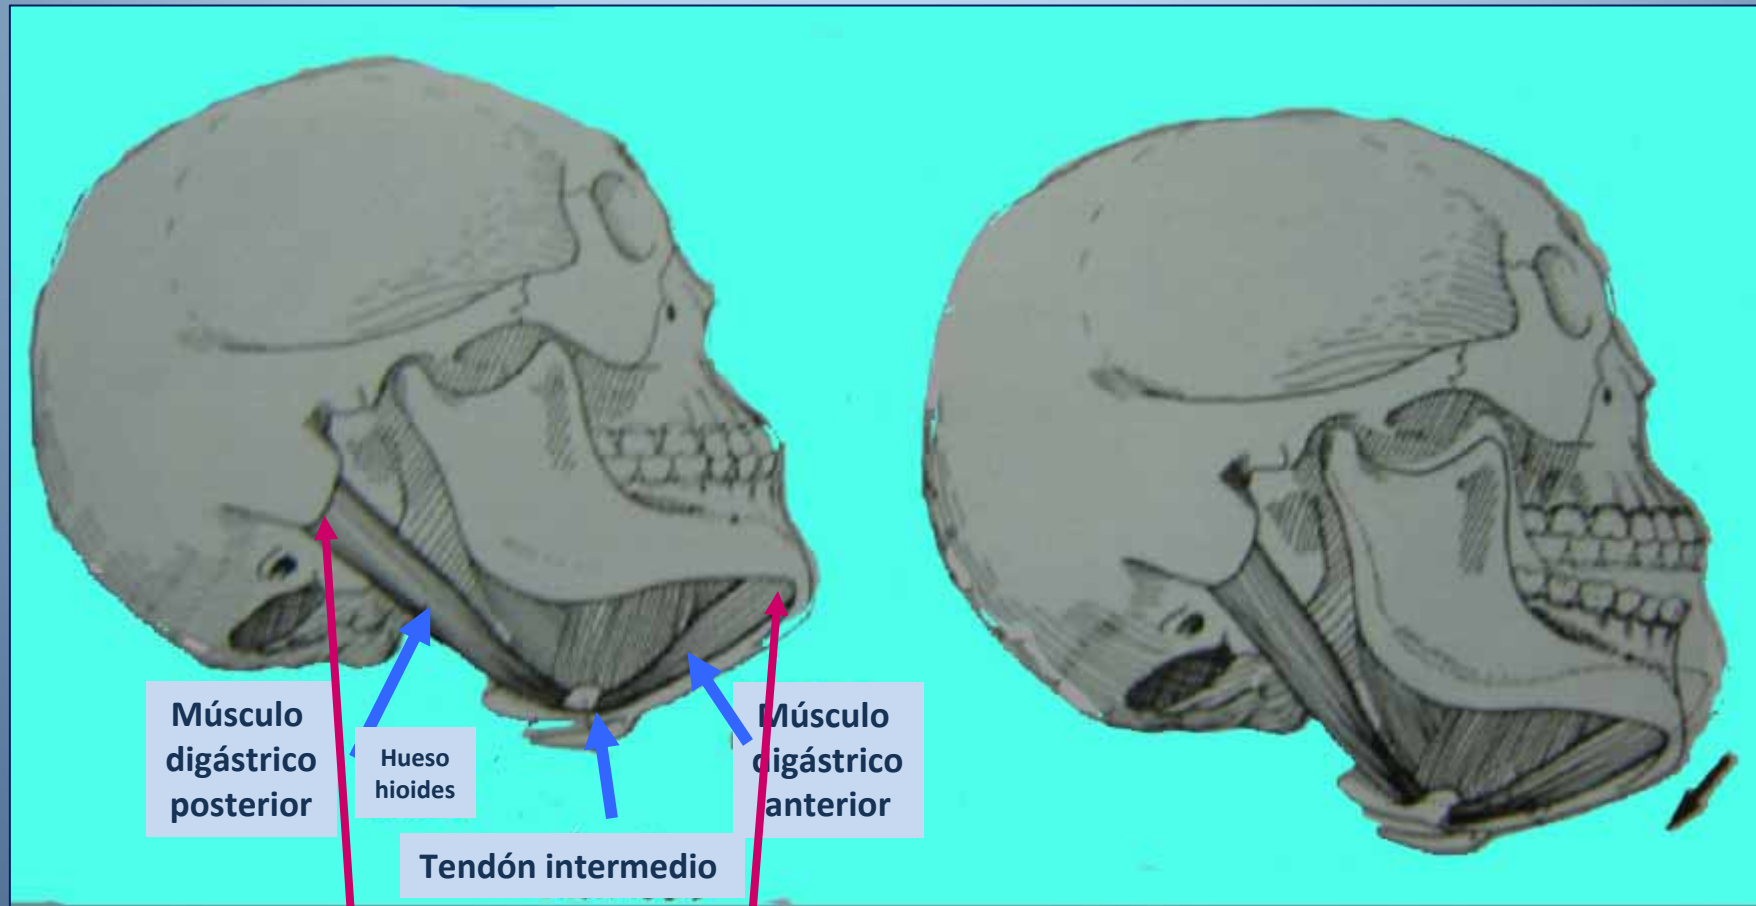 Músculo
digástrico
posterior
Hueso
hioides
Tendón intermedio
Músculo
digástrico
anterior